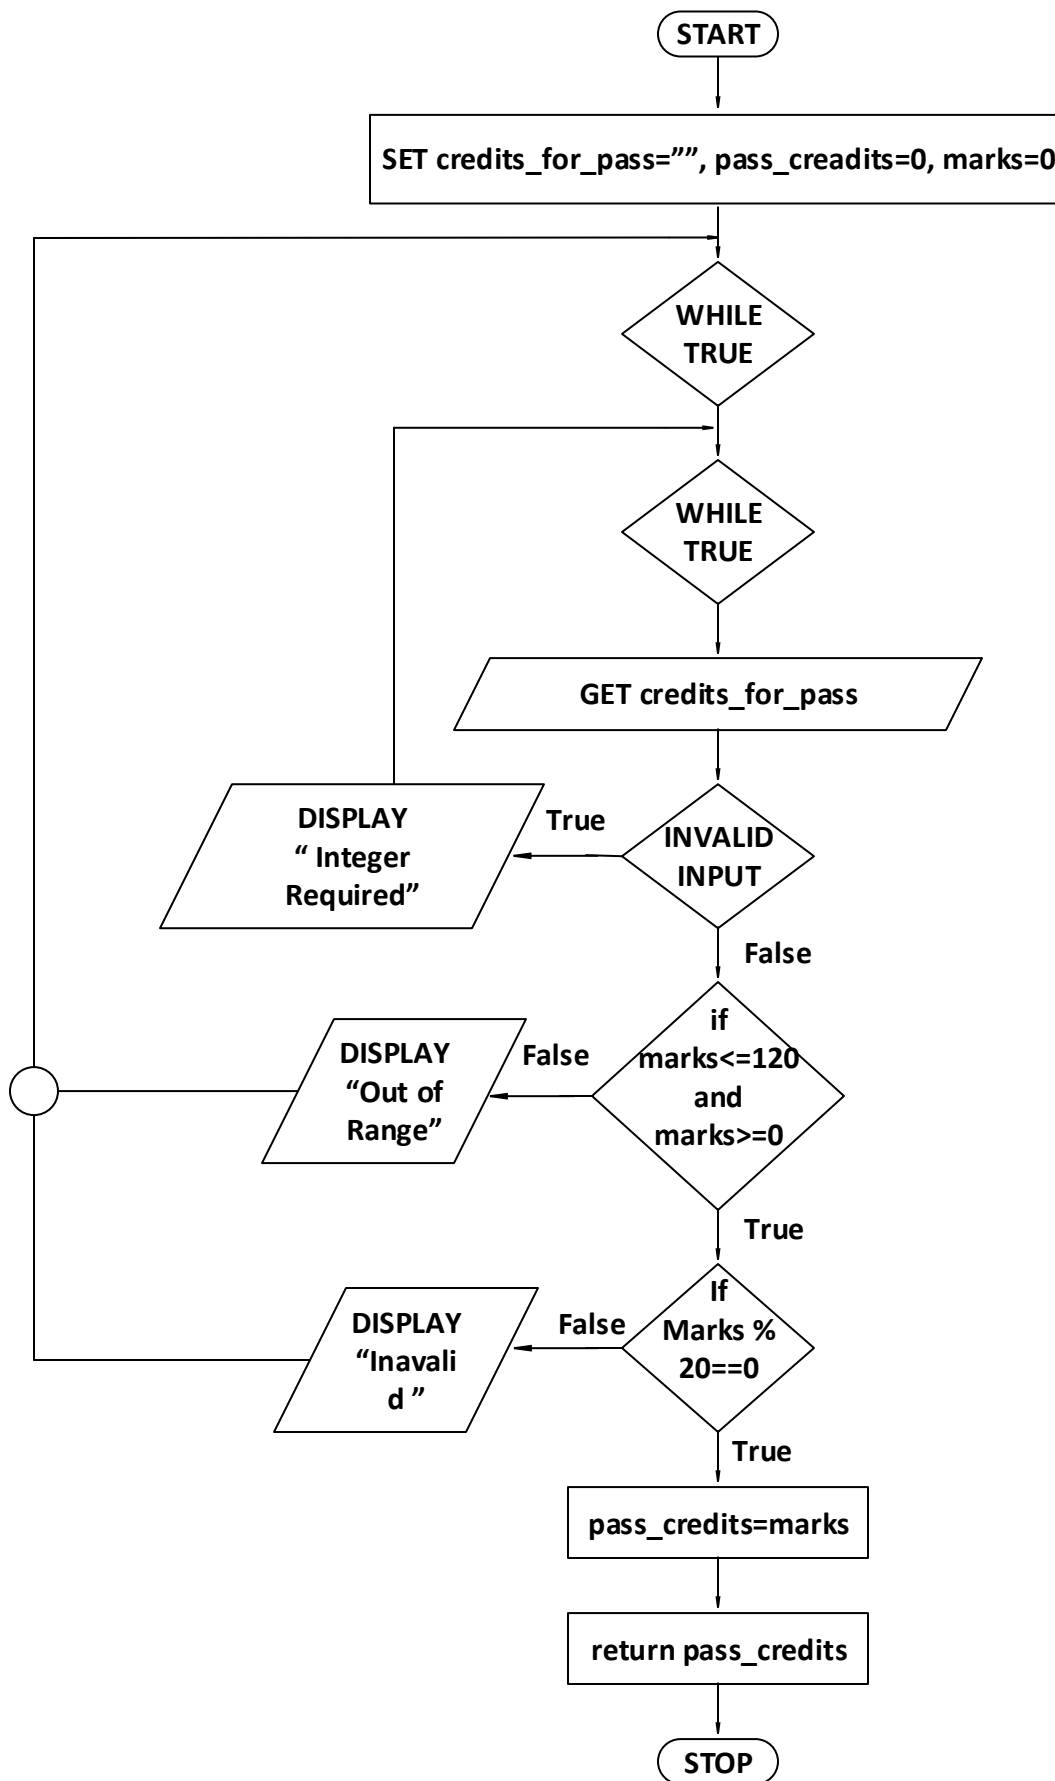 START
SET credits_for_pass=””, pass_creadits=0, marks=0
WHILE
TRUE
WHILE
TRUE
GET credits_for_pass
DISPLAY
“ Integer
Required”
True
INVALID
INPUT
False
if
marks<=120
and
marks>=0
False
DISPLAY
“Out of
Range”
True
If
Marks %
20==0
False
DISPLAY
“Inavali
d ”
True
pass_credits=marks
return pass_credits
STOP